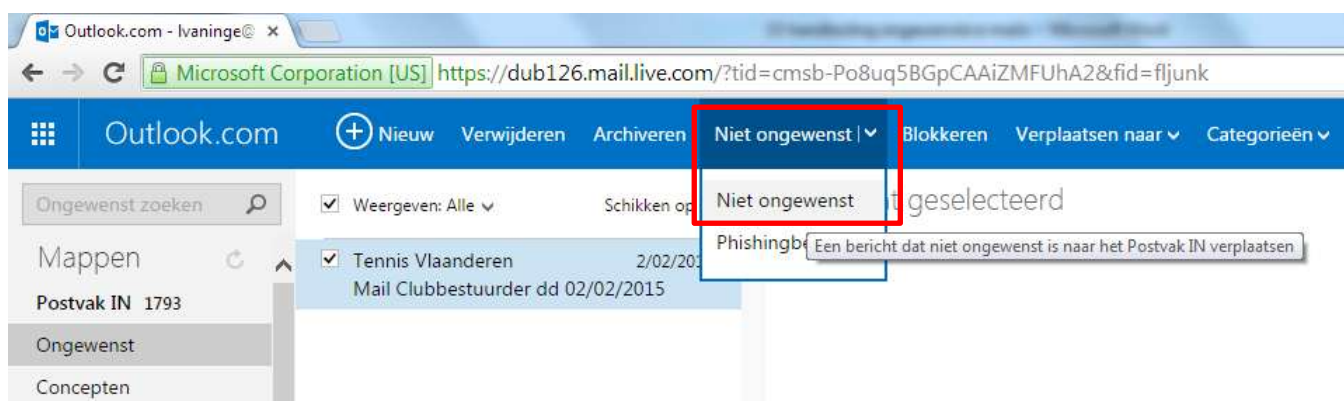 Outlook.com - lvaninge@
Microsoft Corporation [US] https://dub126.mail.live.com/?tid=cmsb-Po8uq5BGpCAAiZMFUhA2&fid=fljunk
Outlook.com Nieuw Verwijderen Archiveren Niet ongewenst Blokkeren Verplaatsen naar Categorieën
Ongewenst zoeken Weergeven: Alle Schikken op Niet ongewenst geselecteerd
Mappen Phishingbe Een bericht dat niet ongewenst is naar het Postvak IN verplaatsen
Tennis Vlaanderen 2/02/20
Mail Clubbestuurder dd 02/02/2015
Postvak IN 1793
Ongewenst
Concepten